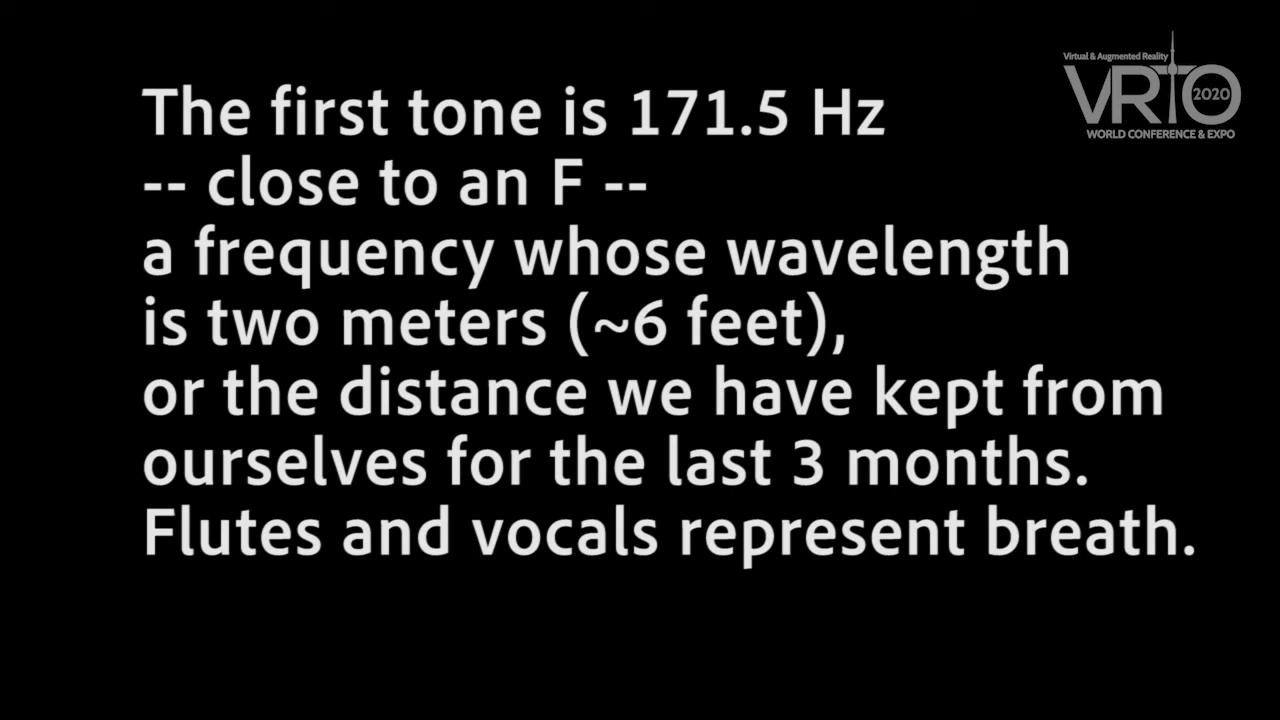 The first tone is 171.5 Hz
-- close to an F --
a frequency whose wavelength
is two meters (~6 feet),
or the distance we have kept from
ourselves for the last 3 months.
Flutes and vocals represent breath.
Virtual & Augmented Reality
VRTO
2020
WORLD CONFERENCE & EXPO